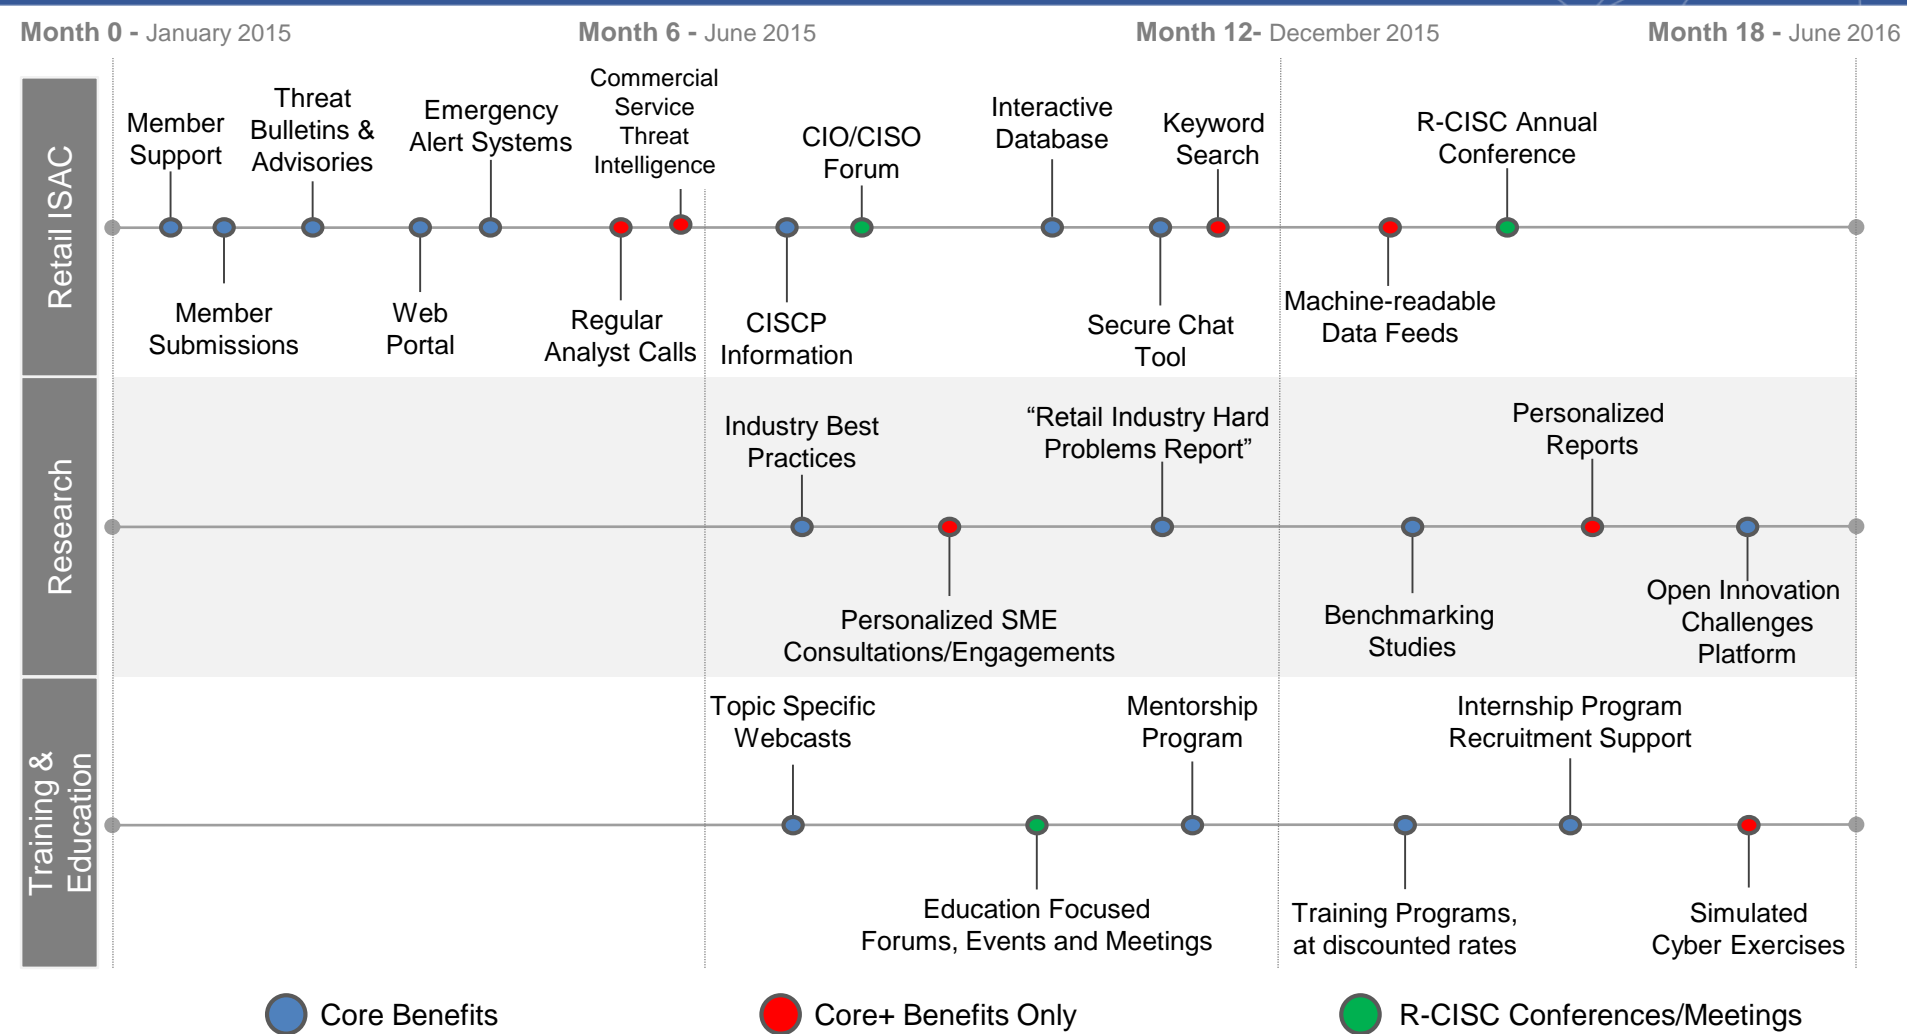 Month 0 - January 2015
Month 6 - June 2015
Month 12- December 2015
Month 18 - June 2016
Retail ISAC
Member
Support
Threat
Bulletins &
Advisories
Emergency
Alert Systems
Commercial
Service
Threat
Intelligence
CIO/CISO
Forum
Interactive
Database
Keyword
Search
R-CISC Annual
Conference
Member
Submissions
Web
Portal
Regular
Analyst Calls
CISCP
Information
Secure Chat
Tool
Machine-readable
Data Feeds
Research
Industry Best
Practices
“Retail Industry Hard
Problems Report”
Personalized
Reports
Personalized SME
Consultations/Engagements
Benchmarking
Studies
Open Innovation
Challenges
Platform
Training &
Education
Topic Specific
Webcasts
Mentorship
Program
Internship Program
Recruitment Support
Education Focused
Forums, Events and Meetings
Training Programs,
at discounted rates
Simulated
Cyber Exercises
Core Benefits
Core+ Benefits Only
R-CISC Conferences/Meetings